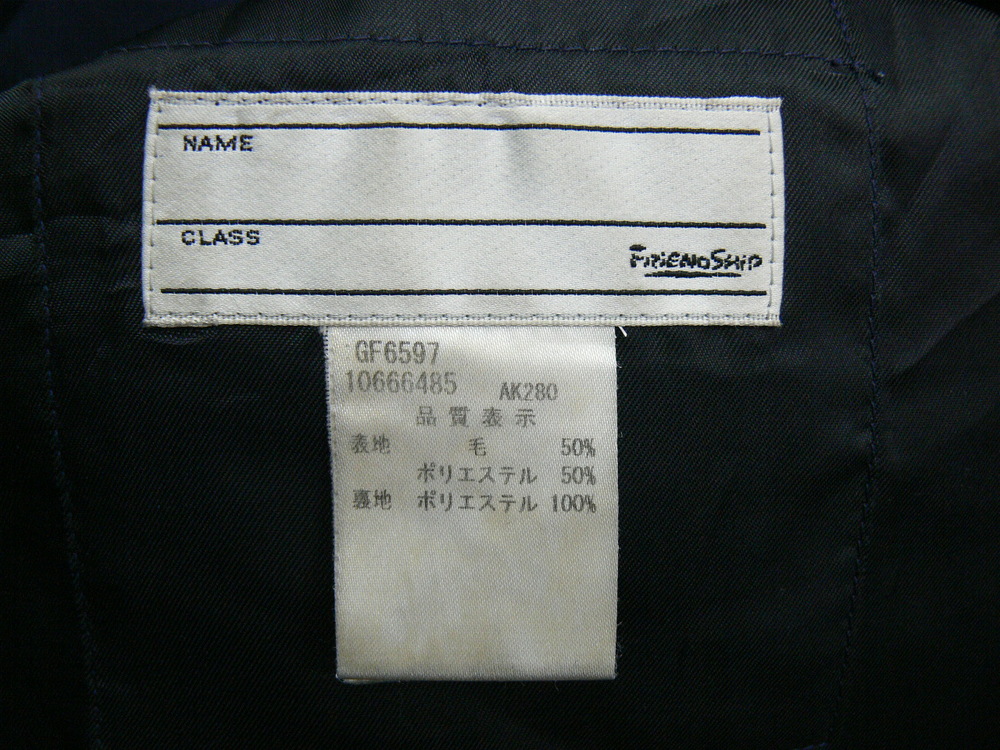 NAME
CLASS
FRIENDSHIP
GF6597
10666485 AK280
品質表示
表地 毛 50%
ポリエステル 50%
裏地 ポリエステル 100%